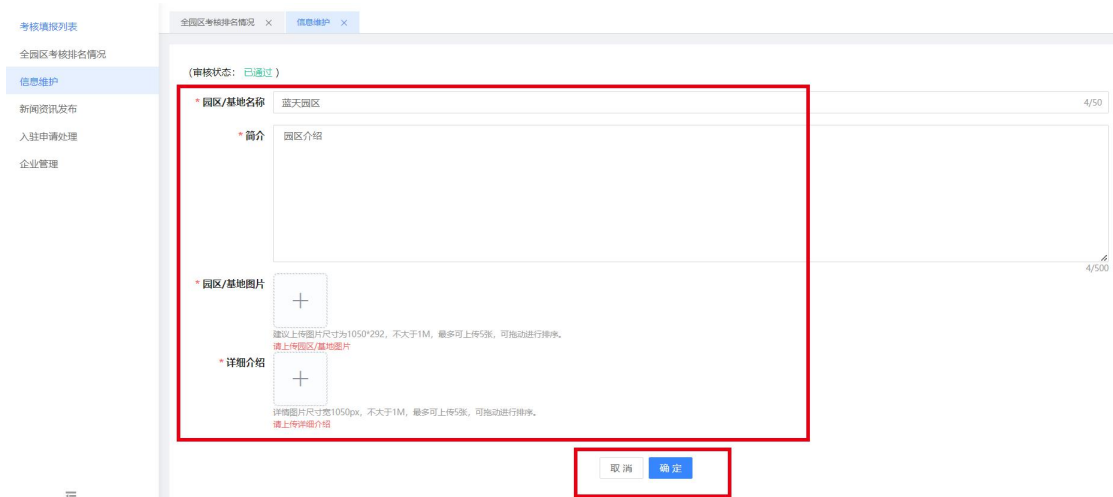 考核填报列表
全园区考核排名情况
信息维护
新闻资讯发布
入驻申请处理
企业管理
全园区考核排名情况 ×
信息维护 ×
(审核状态: 已通过 )
* 园区/基地名称 蓝天园区 4/50
* 简介 园区介绍
4/500
* 园区/基地图片
建议上传图片尺寸为1050*292,不大于1M,最多可上传5张,可拖动进行排序。
请上传园区/基地图片
* 详细介绍
详情图片尺寸宽1050px,不大于1M,最多可上传5张,可拖动进行排序。
请上传详细介绍
取消 确定